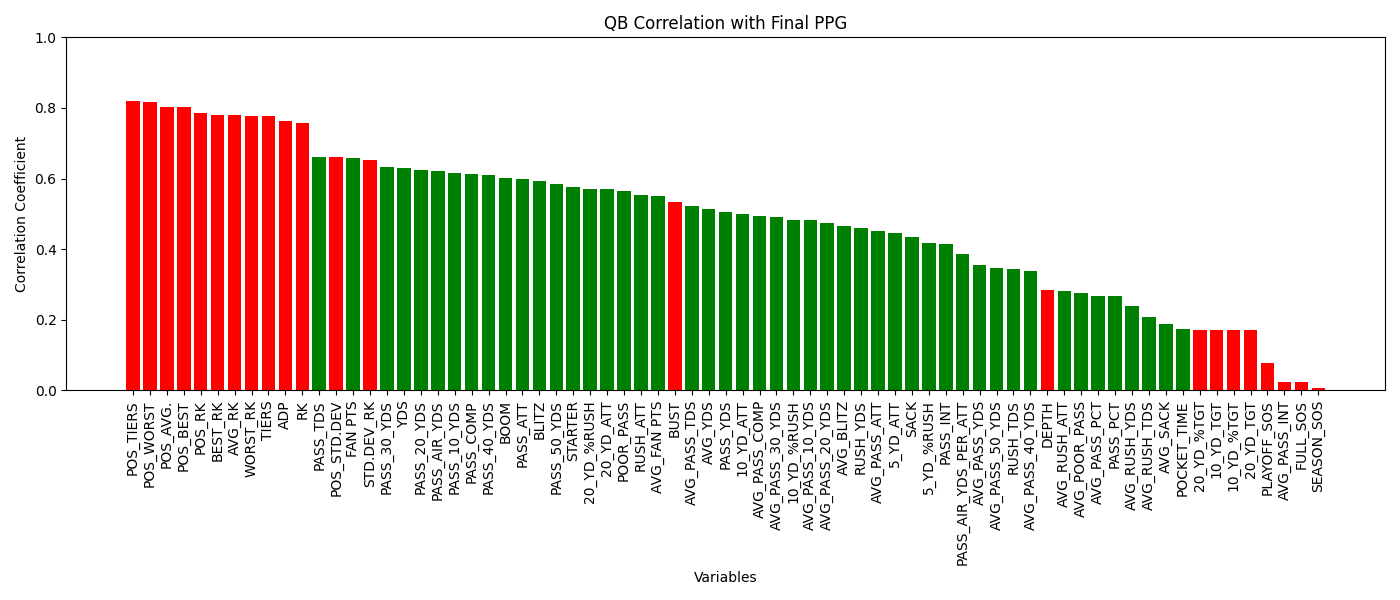 QB Correlation with Final PPG
1.0
0.8
0.6
0.4
0.2
0.0
Correlation Coefficient
POS_TIERS
POS_WORST
POS_AVG.
POS_BEST
POS_RK
BEST_RK
AVG_RK
WORST_RK
TIERS
ADP
RK
PASS_TDS
POS_STD.DEV
FAN PTS
STD.DEV_RK
PASS_30_YDS
YDS
PASS_20_YDS
PASS_AIR_YDS
PASS_10_YDS
PASS_COMP
PASS_40_YDS
BOOM
PASS_ATT
BLITZ
PASS_50_YDS
STARTER
20_YD_%RUSH
20_YD_ATT
POOR_PASS
RUSH_ATT
AVG_FAN PTS
BUST
AVG_PASS_TDS
AVG_YDS
PASS_YDS
10_YD_ATT
AVG_PASS_COMP
AVG_PASS_30_YDS
10_YD_%RUSH
AVG_PASS_10_YDS
AVG_PASS_20_YDS
AVG_BLITZ
RUSH_YDS
AVG_PASS_ATT
5_YD_ATT
SACK
5_YD_%RUSH
PASS_INT
PASS_AIR_YDS_PER_ATT
AVG_PASS_YDS
AVG_PASS_50_YDS
RUSH_TDS
AVG_PASS_40_YDS
DEPTH
AVG_RUSH_ATT
AVG_POOR_PASS
AVG_PASS_PCT
PASS_PCT
AVG_RUSH_YDS
AVG_RUSH_TDS
AVG_SACK
POCKET_TIME
20_YD_%TGT
10_YD_TGT
10_YD_%TGT
20_YD_TGT
PLAYOFF_SOS
AVG_PASS_INT
FULL_SOS
SEASON_SOS
Variables